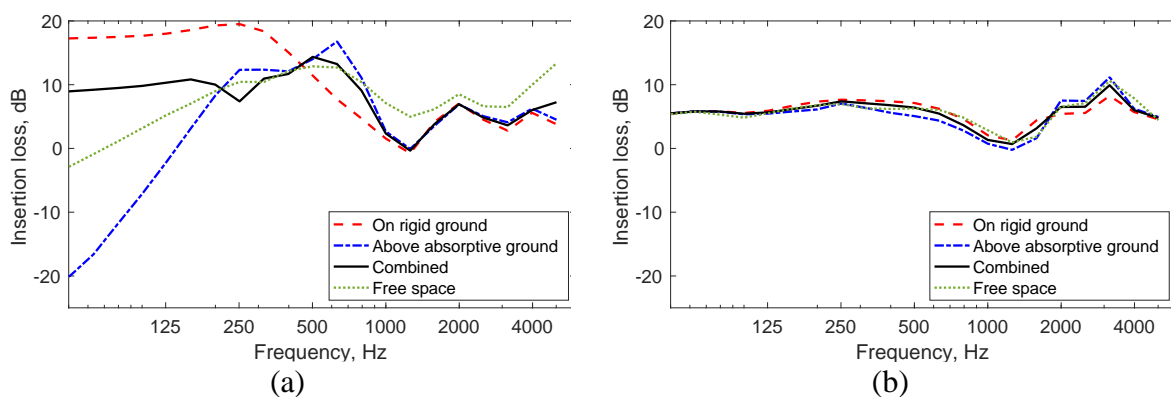 20
10
0
-10
-20
Insertion loss, dB
On rigid ground
Above absorptive ground
Combined
Free space
125 250 500 1000 2000 4000
Frequency, Hz
(a)
20
10
0
-10
-20
Insertion loss, dB
On rigid ground
Above absorptive ground
Combined
Free space
125 250 500 1000 2000 4000
Frequency, Hz
(b)